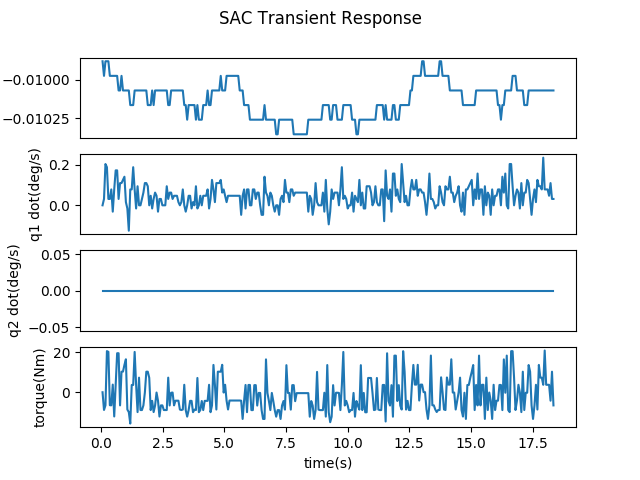 SAC Transient Response
−0.01000
−0.01025
q1 dot(deg/s)
0.2
0.0
q2 dot(deg/s)
0.05
0.00
−0.05
torque(Nm)
20
0
0.0 2.5 5.0 7.5 10.0 12.5 15.0 17.5
time(s)